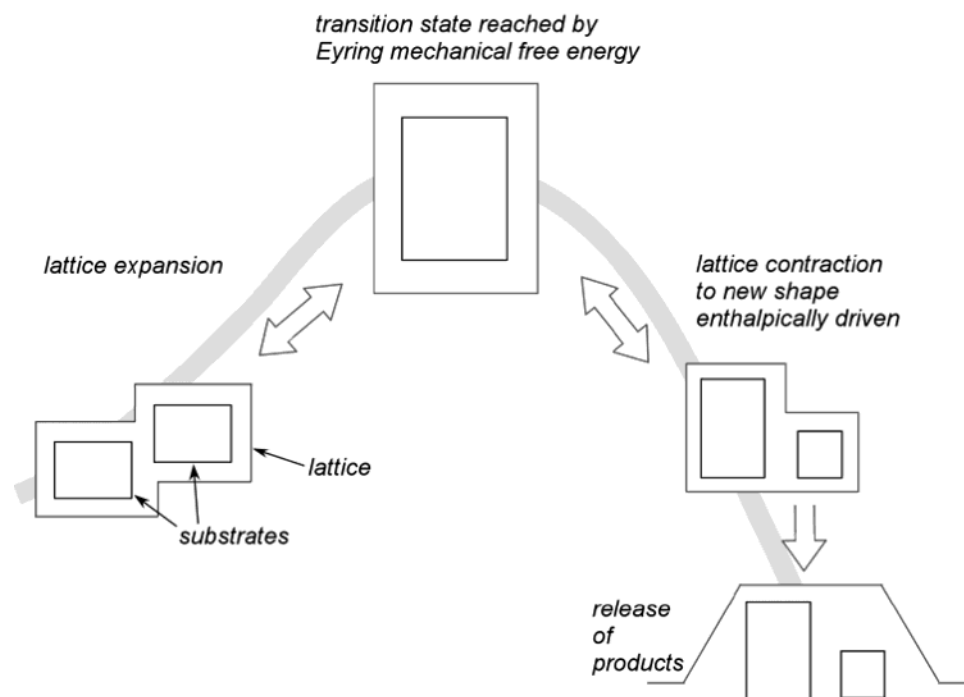 transition state reached by
Eyring mechanical free energy
lattice expansion
lattice contraction
to new shape
enthalpically driven
lattice
substrates
release
of
products